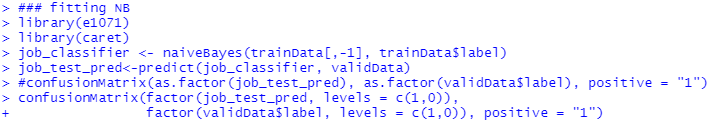 > ### fitting NB
> library(e1071)
> library(caret)
> job_classifier <- naiveBayes(trainData[,-1], trainData$label)
> job_test_pred<-predict(job_classifier, validData)
> #confusionMatrix(as.factor(job_test_pred), as.factor(validData$label), positive = "1")
> confusionMatrix(factor(job_test_pred, levels = c(1,0)),
+                 factor(validData$label, levels = c(1,0)), positive = "1")